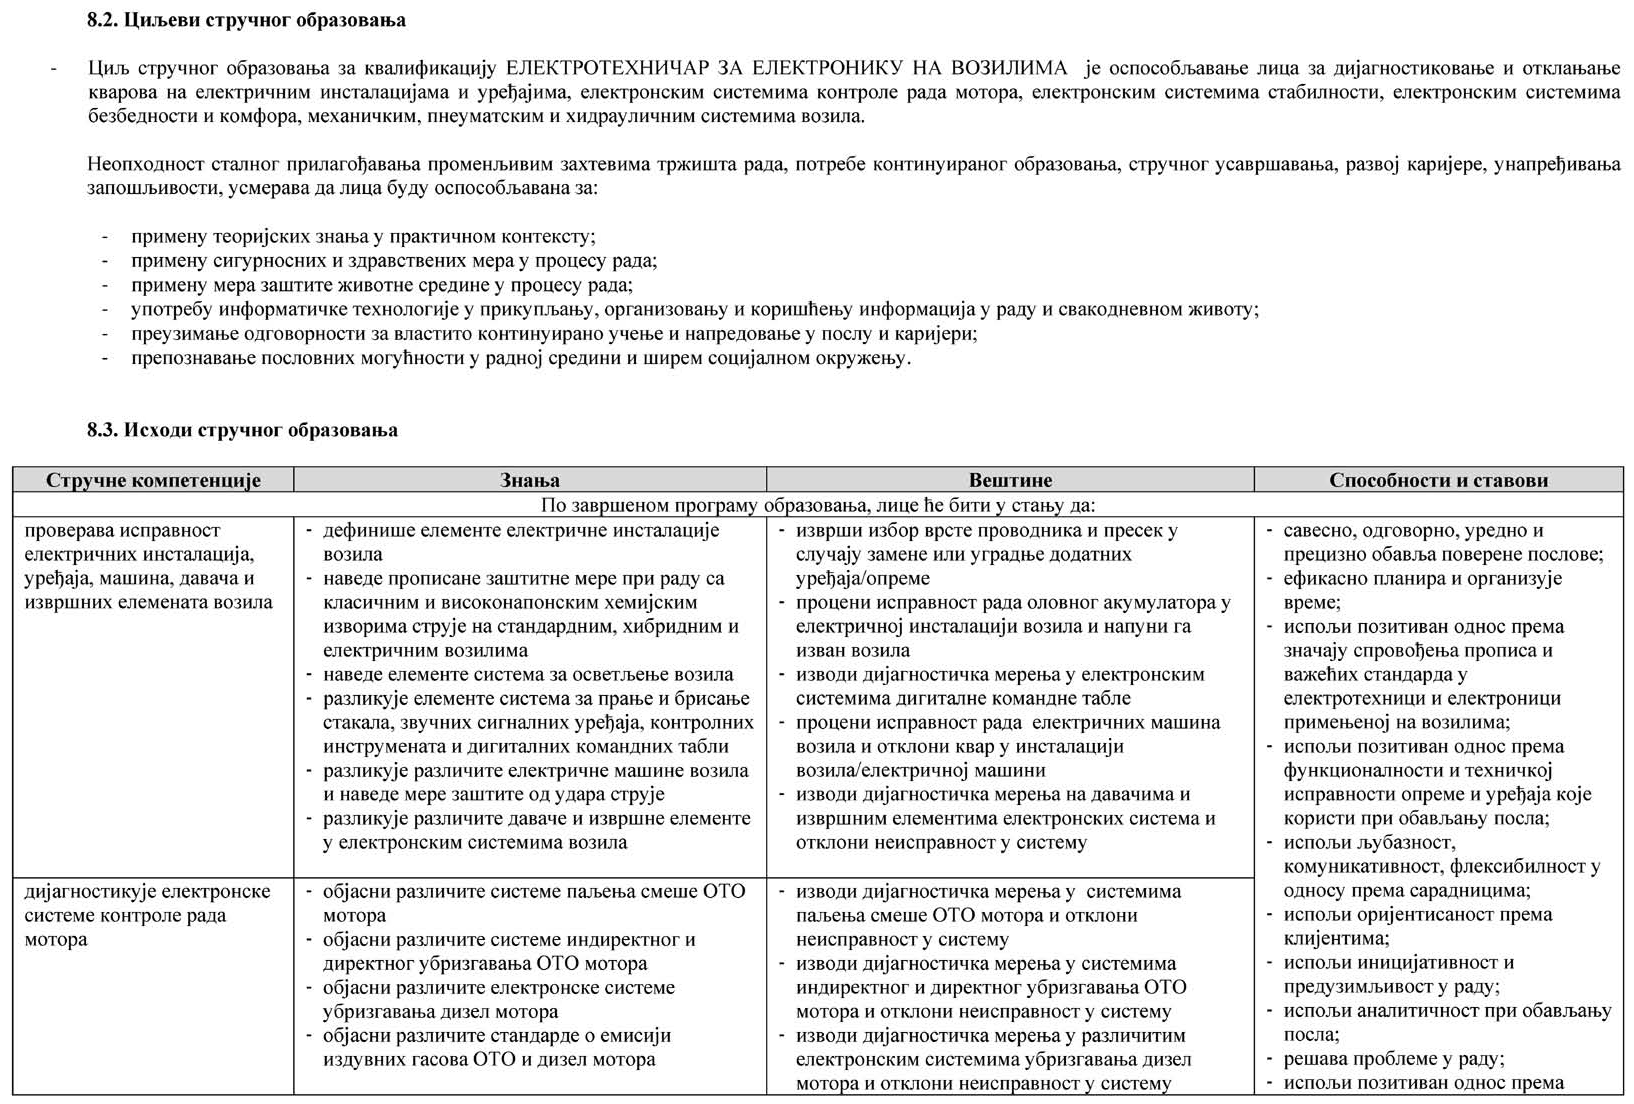 8.2. Циљеви стручног образовања
- Циљ стручног образовања за квалификацију ЕЛЕКТРОТЕХНИЧАР ЗА ЕЛЕКТРОНИКУ НА ВОЗИЛИМА је оспособљавање лица за дијагностиковање и отклањање
кварова на електричним инсталацијама и уређајима, електронским системима контроле рада мотора, електронским системима стабилности, електронским системима
безбедности и комфора, механичким, пнеуматским и хидрауличним системима возила.
Неопходност сталног прилагођавања променљивим захтевима тржишта рада, потребе континуираног образовања, стручног усавршавања, развој каријере, унапређивања
запошљивости, усмерава да лица буду оспособљавана за:
- примену теоријских знања у практичном контексту;
- примену сигурносних и здравствених мера у процесу рада;
- примену мера заштите животне средине у процесу рада;
- употребу информатичке технологије у прикупљању, организовању и коришћењу информација у раду и свакодневном животу;
- преузимање одговорности за властито континуирано учење и напредовање у послу и каријери;
- препознавање пословних могућности у радној средини и ширем социјалном окружењу.
8.3. Исходи стручног образовања
Стручне компетенције
Знања
Вештине
Способности и ставови
По завршеном програму образовања, лице ће бити у стању да:
проверава исправност
електричних инсталација,
уређаја, машина, давача и
извршних елемената возила
- дефинише елементе електричне инсталације
возила
- наведе прописане заштитне мере при раду са
класичним и високонапонским хемијским
изворима струје на стандардним, хибридним и
електричним возилима
- наведе елементе система за осветљење возила
- разликује елементе система за прање и брисање
стакала, звучних сигналних уређаја, контролних
инструмената и дигиталних командних табли
- разликује различите електричне машине возила
и наведе мере заштите од удара струје
- разликује различите даваче и извршне елементе
у електронским системима возила
- изврши избор врсте проводника и пресек у
случају замене или уградње додатних
уређаја/опреме
- процени исправност рада оловног акумулатора у
електричној инсталацији возила и напуни га
изван возила
- изводи дијагностичка мерења у електронским
системима дигиталне командне табле
- процени исправност рада електричних машина
возила и отклони квар у инсталацији
возила/електричној машини
- изводи дијагностичка мерења на давачима и
извршним елементима електронских система и
отклони неисправност у систему
- савесно, одговорно, уредно и
прецизно обавља поверене послове;
- ефикасно планира и организује
време;
- испољи позитиван однос према
значају спровођења прописа и
важећих стандарда у
електротехници и електроници
примењеној на возилима;
- испољи позитиван однос према
функционалности и техничкој
исправности опреме и уређаја које
користи при обављању посла;
- испољи љубазност,
комуникативност, флексибилност у
односу према сарадницима;
- испољи оријентисаност према
клијентима;
- испољи иницијативност и
предузимљивост у раду;
- испољи аналитичност при обављању
посла;
- решава проблеме у раду;
- испољи позитиван однос према
дијагностикује електронске
системе контроле рада
мотора
- објасни различите системе паљења смеше ОТО
мотора
- објасни различите системе индиректног и
директног убризгавања ОТО мотора
- објасни различите електронске системе
убризгавања дизел мотора
- објасни различите стандарде о емисији
издувних гасова ОТО и дизел мотора
- изводи дијагностичка мерења у системима
паљења смеше ОТО мотора и отклони
неисправност у систему
- изводи дијагностичка мерења у системима
индиректног и директног убризгавања ОТО
мотора и отклони неисправност у систему
- изводи дијагностичка мерења у различитим
електронским системима убризгавања дизел
мотора и отклони неисправност у систему